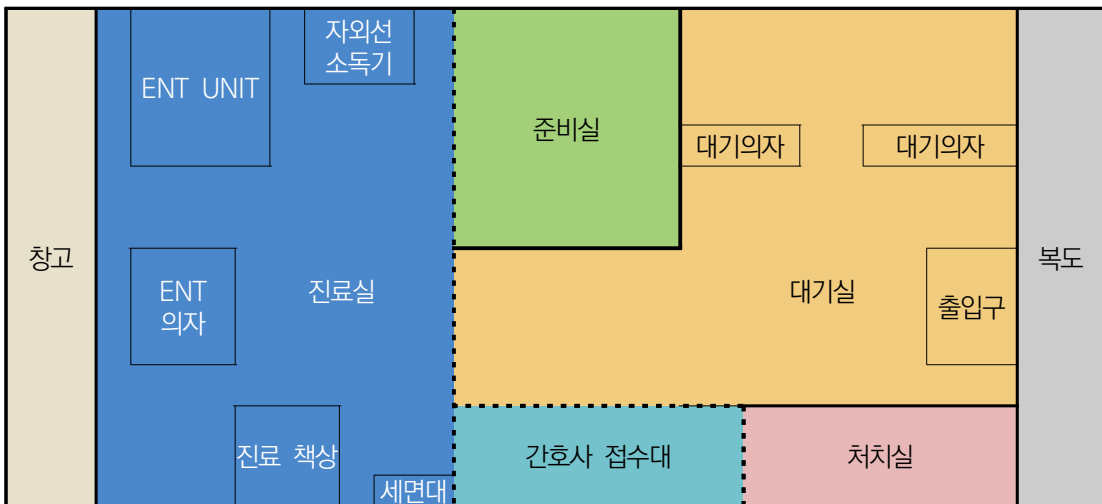 창고
ENT UNIT
자외선
소독기
준비실
대기의자
대기의자
ENT
의자
진료실
대기실
출입구
복도
진료 책상
세면대
간호사 접수대
처치실